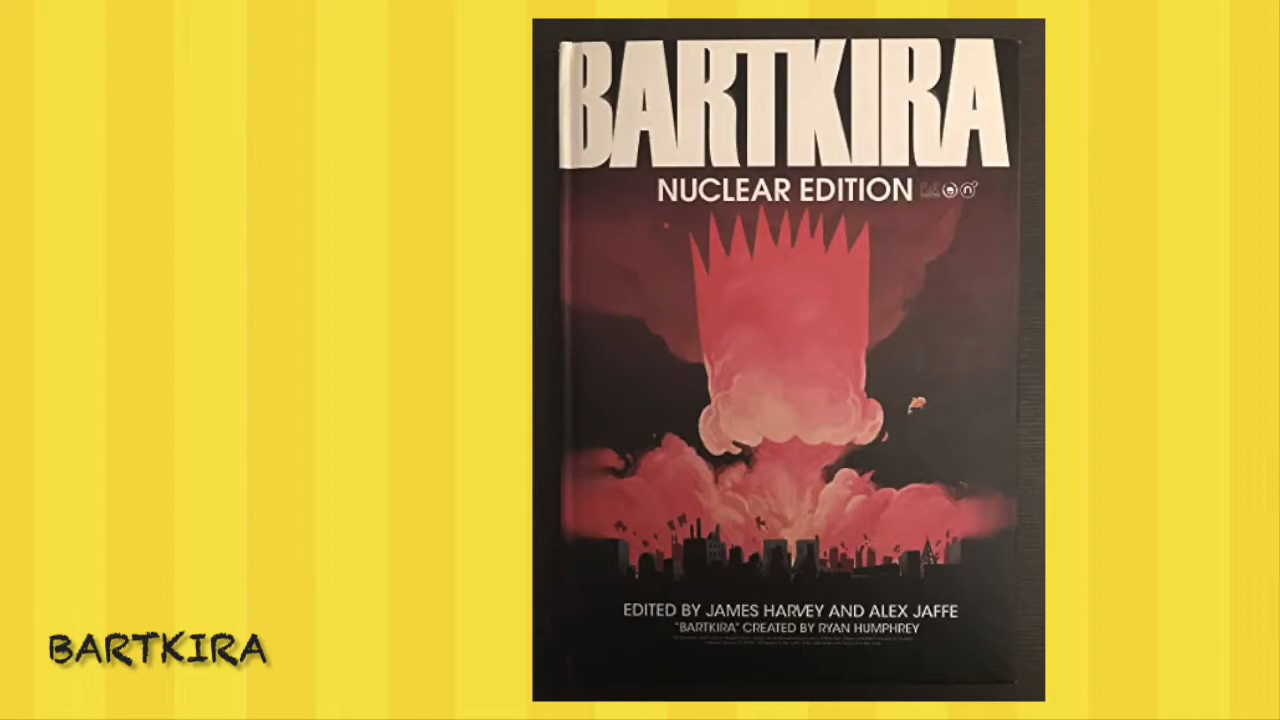 BARTKIRA
NUCLEAR EDITION
EDITED BY JAMES HARVEY AND ALEX JAFFE
"BARTKIRA" CREATED BY RYAN HUMPHREY
BARTKIRA